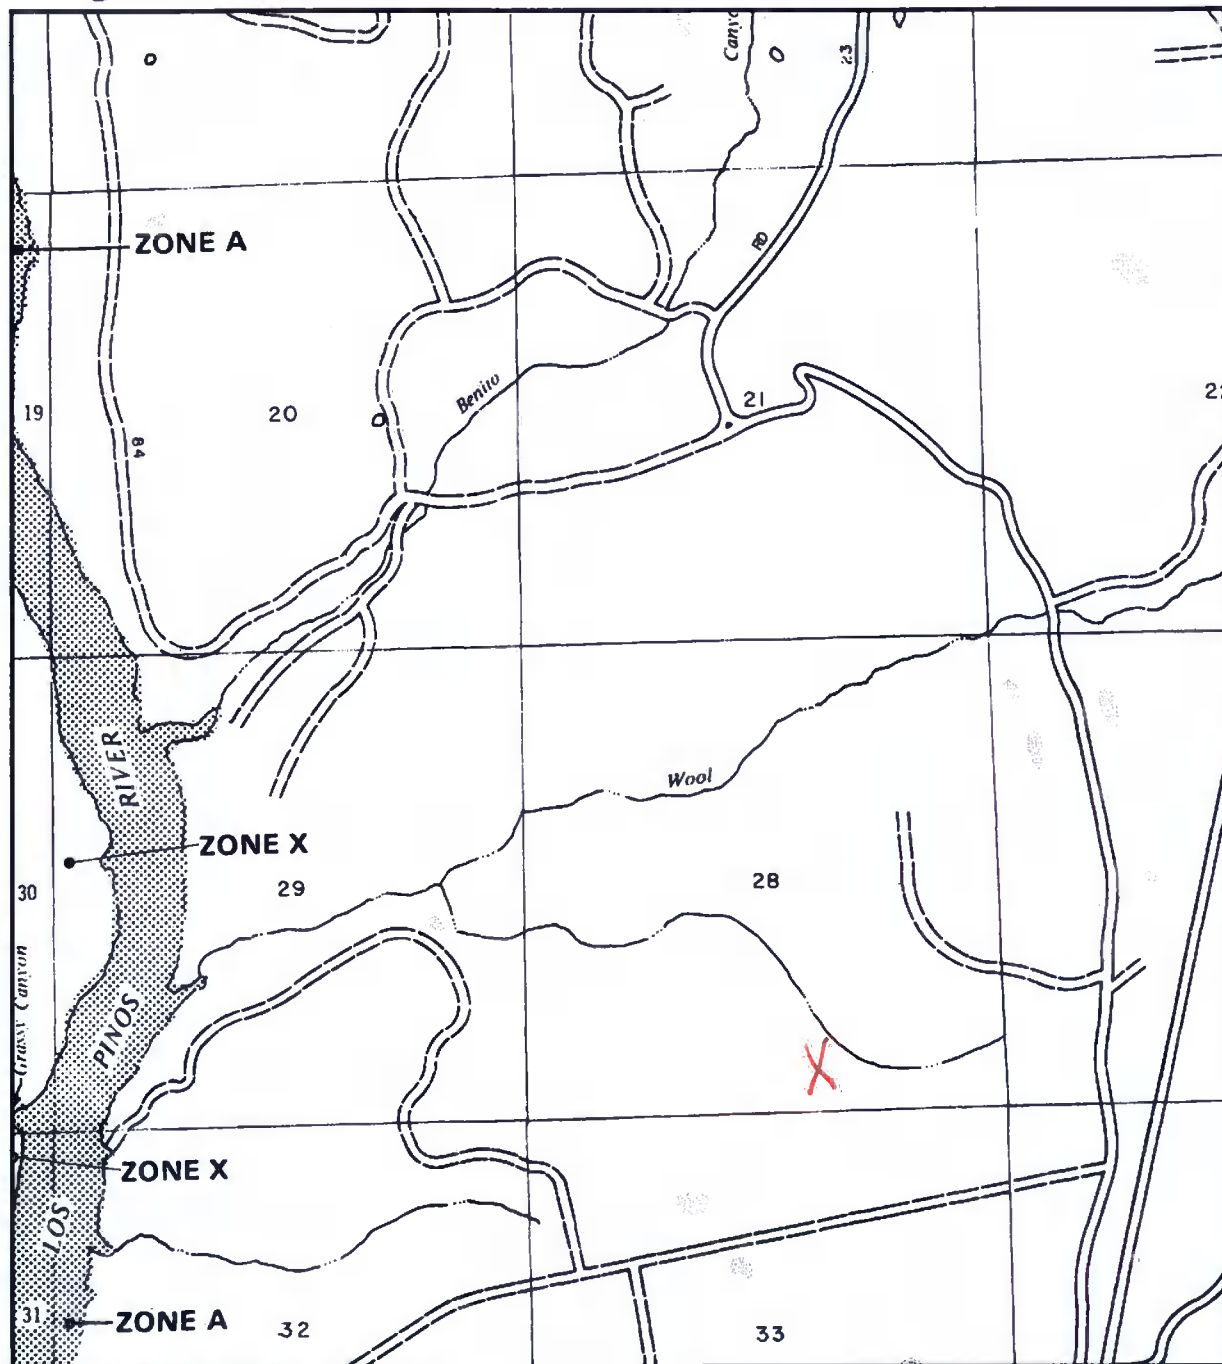 Canyo
23
ZONE A
RD
19
20
84
Benito
21
22
RIVER
Wool
ZONE X
30
29
28
Grassy Canyon
PINOS
X
ZONE X
LOS
31
ZONE A
32
33